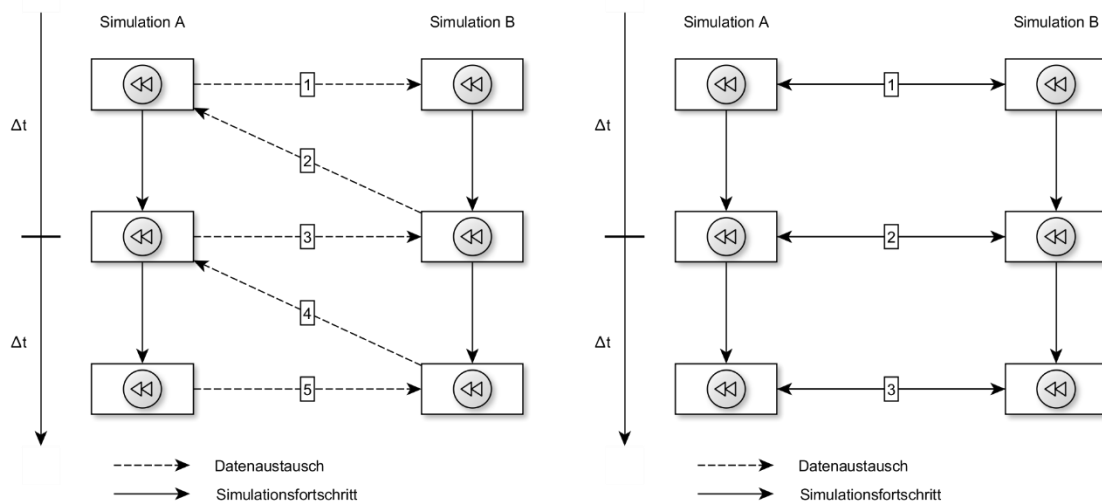 Simulation A
Simulation B
1
Δt
2
3
4
Δt
5
Datenaustausch
Simulationsfortschritt
Simulation A
Simulation B
1
Δt
2
Δt
3
Datenaustausch
Simulationsfortschritt